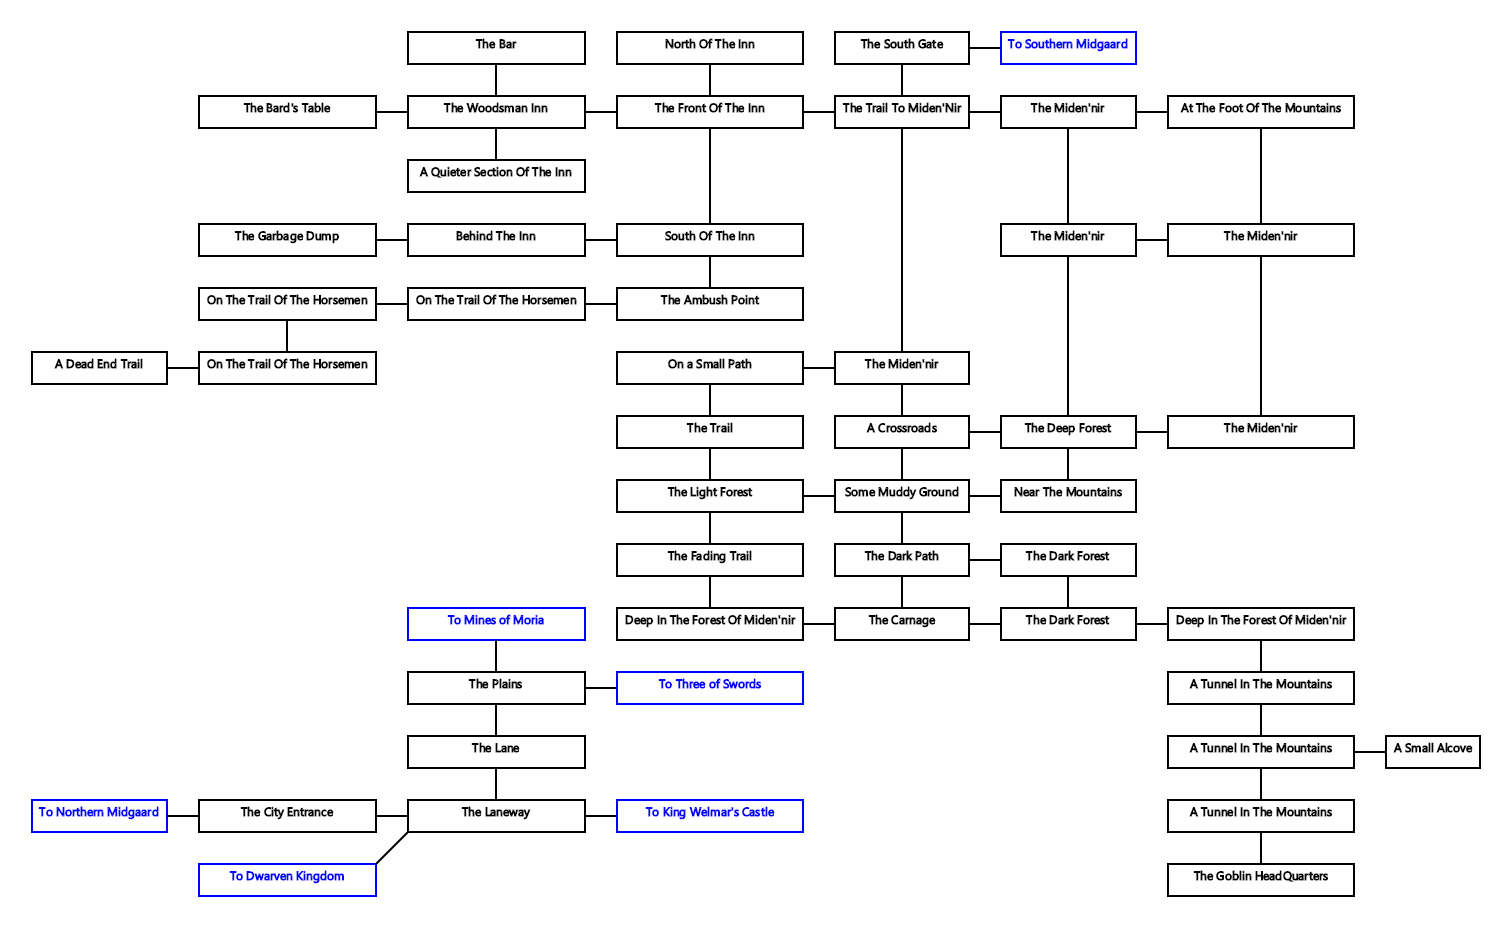 The Bar
North Of The Inn
The South Gate
To Southern Midgaard
The Bard's Table
The Woodsman Inn
The Front Of The Inn
The Trail To Miden'Nir
The Miden'nir
At The Foot Of The Mountains
A Quieter Section Of The Inn
The Garbage Dump
Behind The Inn
South Of The Inn
The Miden'nir
The Miden'nir
On The Trail Of The Horsemen
On The Trail Of The Horsemen
The Ambush Point
A Dead End Trail
On The Trail Of The Horsemen
On a Small Path
The Miden'nir
The Trail
A Crossroads
The Deep Forest
The Miden'nir
The Light Forest
Some Muddy Ground
Near The Mountains
The Fading Trail
The Dark Path
The Dark Forest
To Mines of Moria
Deep In The Forest Of Miden'nir
The Carnage
The Dark Forest
Deep In The Forest Of Miden'nir
The Plains
To Three of Swords
A Tunnel In The Mountains
The Lane
A Tunnel In The Mountains
A Small Alcove
To Northern Midgaard
The City Entrance
The Laneway
To King Welmar's Castle
A Tunnel In The Mountains
To Dwarven Kingdom
The Goblin HeadQuarters